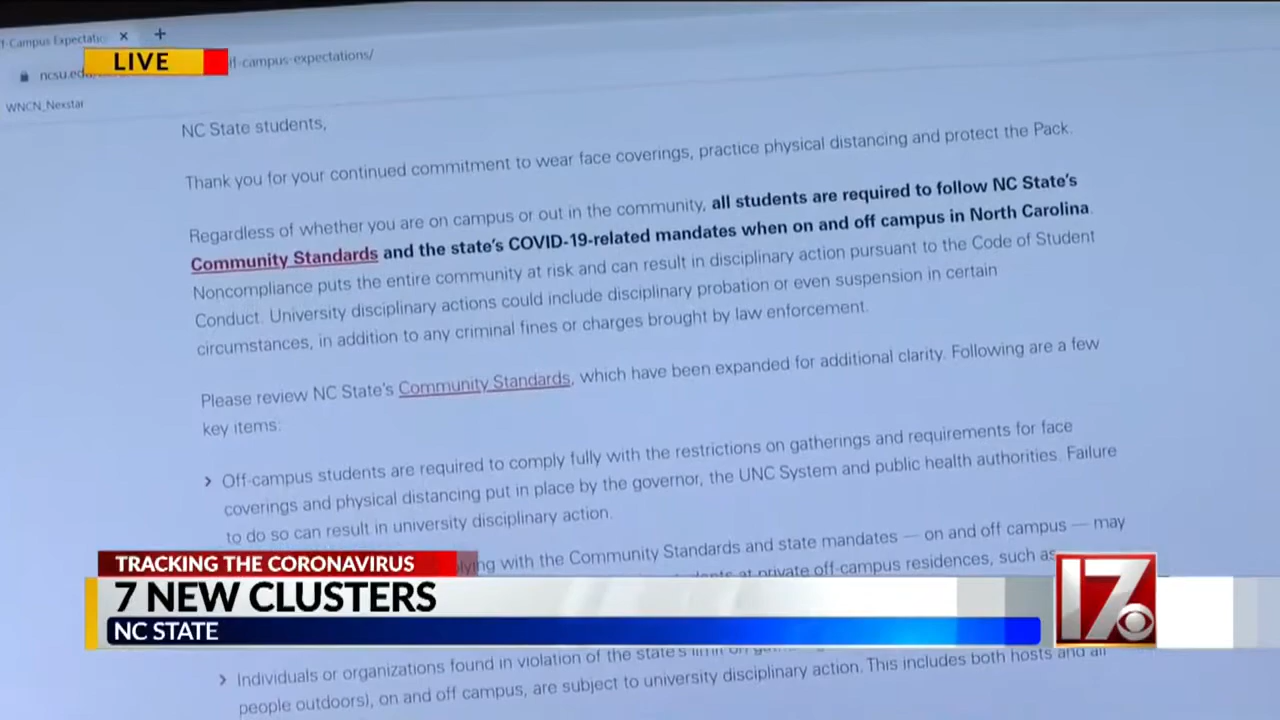 f-Campus Expectatio × +
LIVE
ncsu.ed
ff-campus-expectations/
WNCN_Nexstar
NC State students,
Thank you for your continued commitment to wear face coverings, practice physical distancing and protect the Pack.
Regardless of whether you are on campus or out in the community, all students are required to follow NC State's
Community Standards and the state's COVID-19-related mandates when on and off campus in North Carolina.
Noncompliance puts the entire community at risk and can result in disciplinary action pursuant to the Code of Student
Conduct. University disciplinary actions could include disciplinary probation or even suspension in certain
circumstances, in addition to any criminal fines or charges brought by law enforcement.
Please review NC State's Community Standards, which have been expanded for additional clarity. Following are a few
key items:
› Off-campus students are required to comply fully with the restrictions on gatherings and requirements for face
coverings and physical distancing put in place by the governor, the UNC System and public health authorities. Failure
to do so can result in university disciplinary action.
lying with the Community Standards and state mandates — on and off campus — may
at private off-campus residences, such as
TRACKING THE CORONAVIRUS
7 NEW CLUSTERS
NC STATE
17
› Individuals or organizations found in violation of the state's limit on
people outdoors), on and off campus, are subject to university disciplinary action. This includes both hosts and all